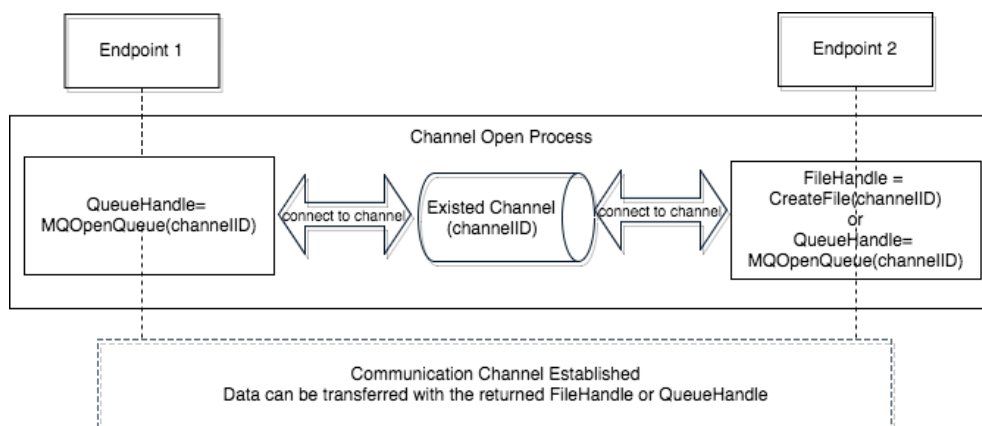 Endpoint 1
Endpoint 2
Channel Open Process
QueueHandle=
MQOpenQueue(channelID)
connect to channel
Existed Channel
(channelID)
connect to channel
FileHandle =
CreateFile(channelID)
or
QueueHandle=
MQOpenQueue(channelID)
Communication Channel Established
Data can be transferred with the returned FileHandle or QueueHandle